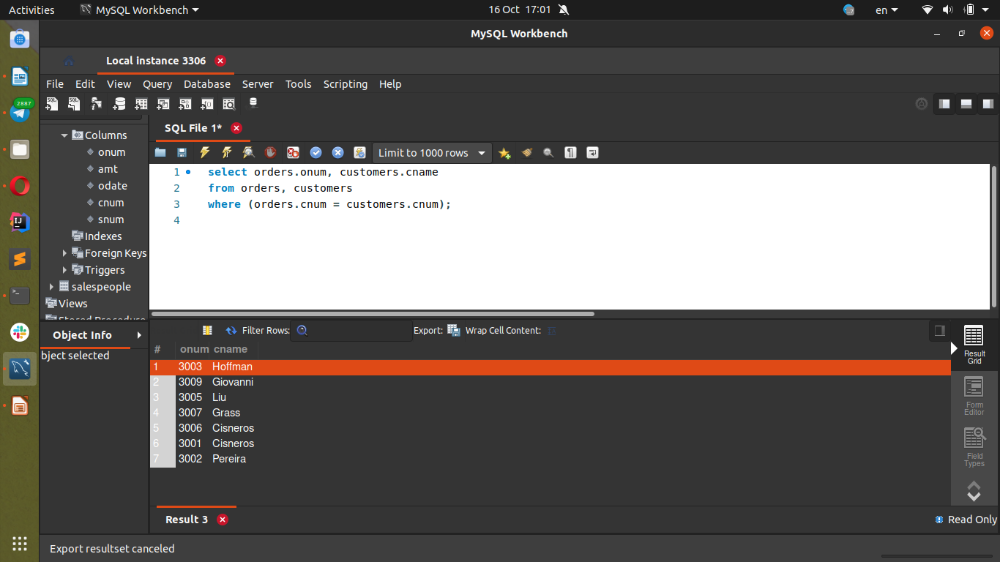 Activities MySQL Workbench 16 Oct 17:01 en
MySQL Workbench
Local instance 3306
File Edit View Query Database Server Tools Scripting Help
2887
SQL File 1*
Columns
onum
amt
odate
cnum
snum
Indexes
Foreign Keys
Triggers
salespeople
Views
Stored Procedure
Limit to 1000 rows
1 select orders.onum, customers.cname
2 from orders, customers
3 where (orders.cnum = customers.cnum);
4
Object Info
bject selected
Filter Rows: Export: Wrap Cell Content:
# onum cname
1 3003 Hoffman
2 3009 Giovanni
3 3005 Liu
4 3007 Grass
5 3006 Cisneros
6 3001 Cisneros
7 3002 Pereira
Result
Grid
Form
Editor
Field
Types
Result 3
Read Only
Export resultset canceled